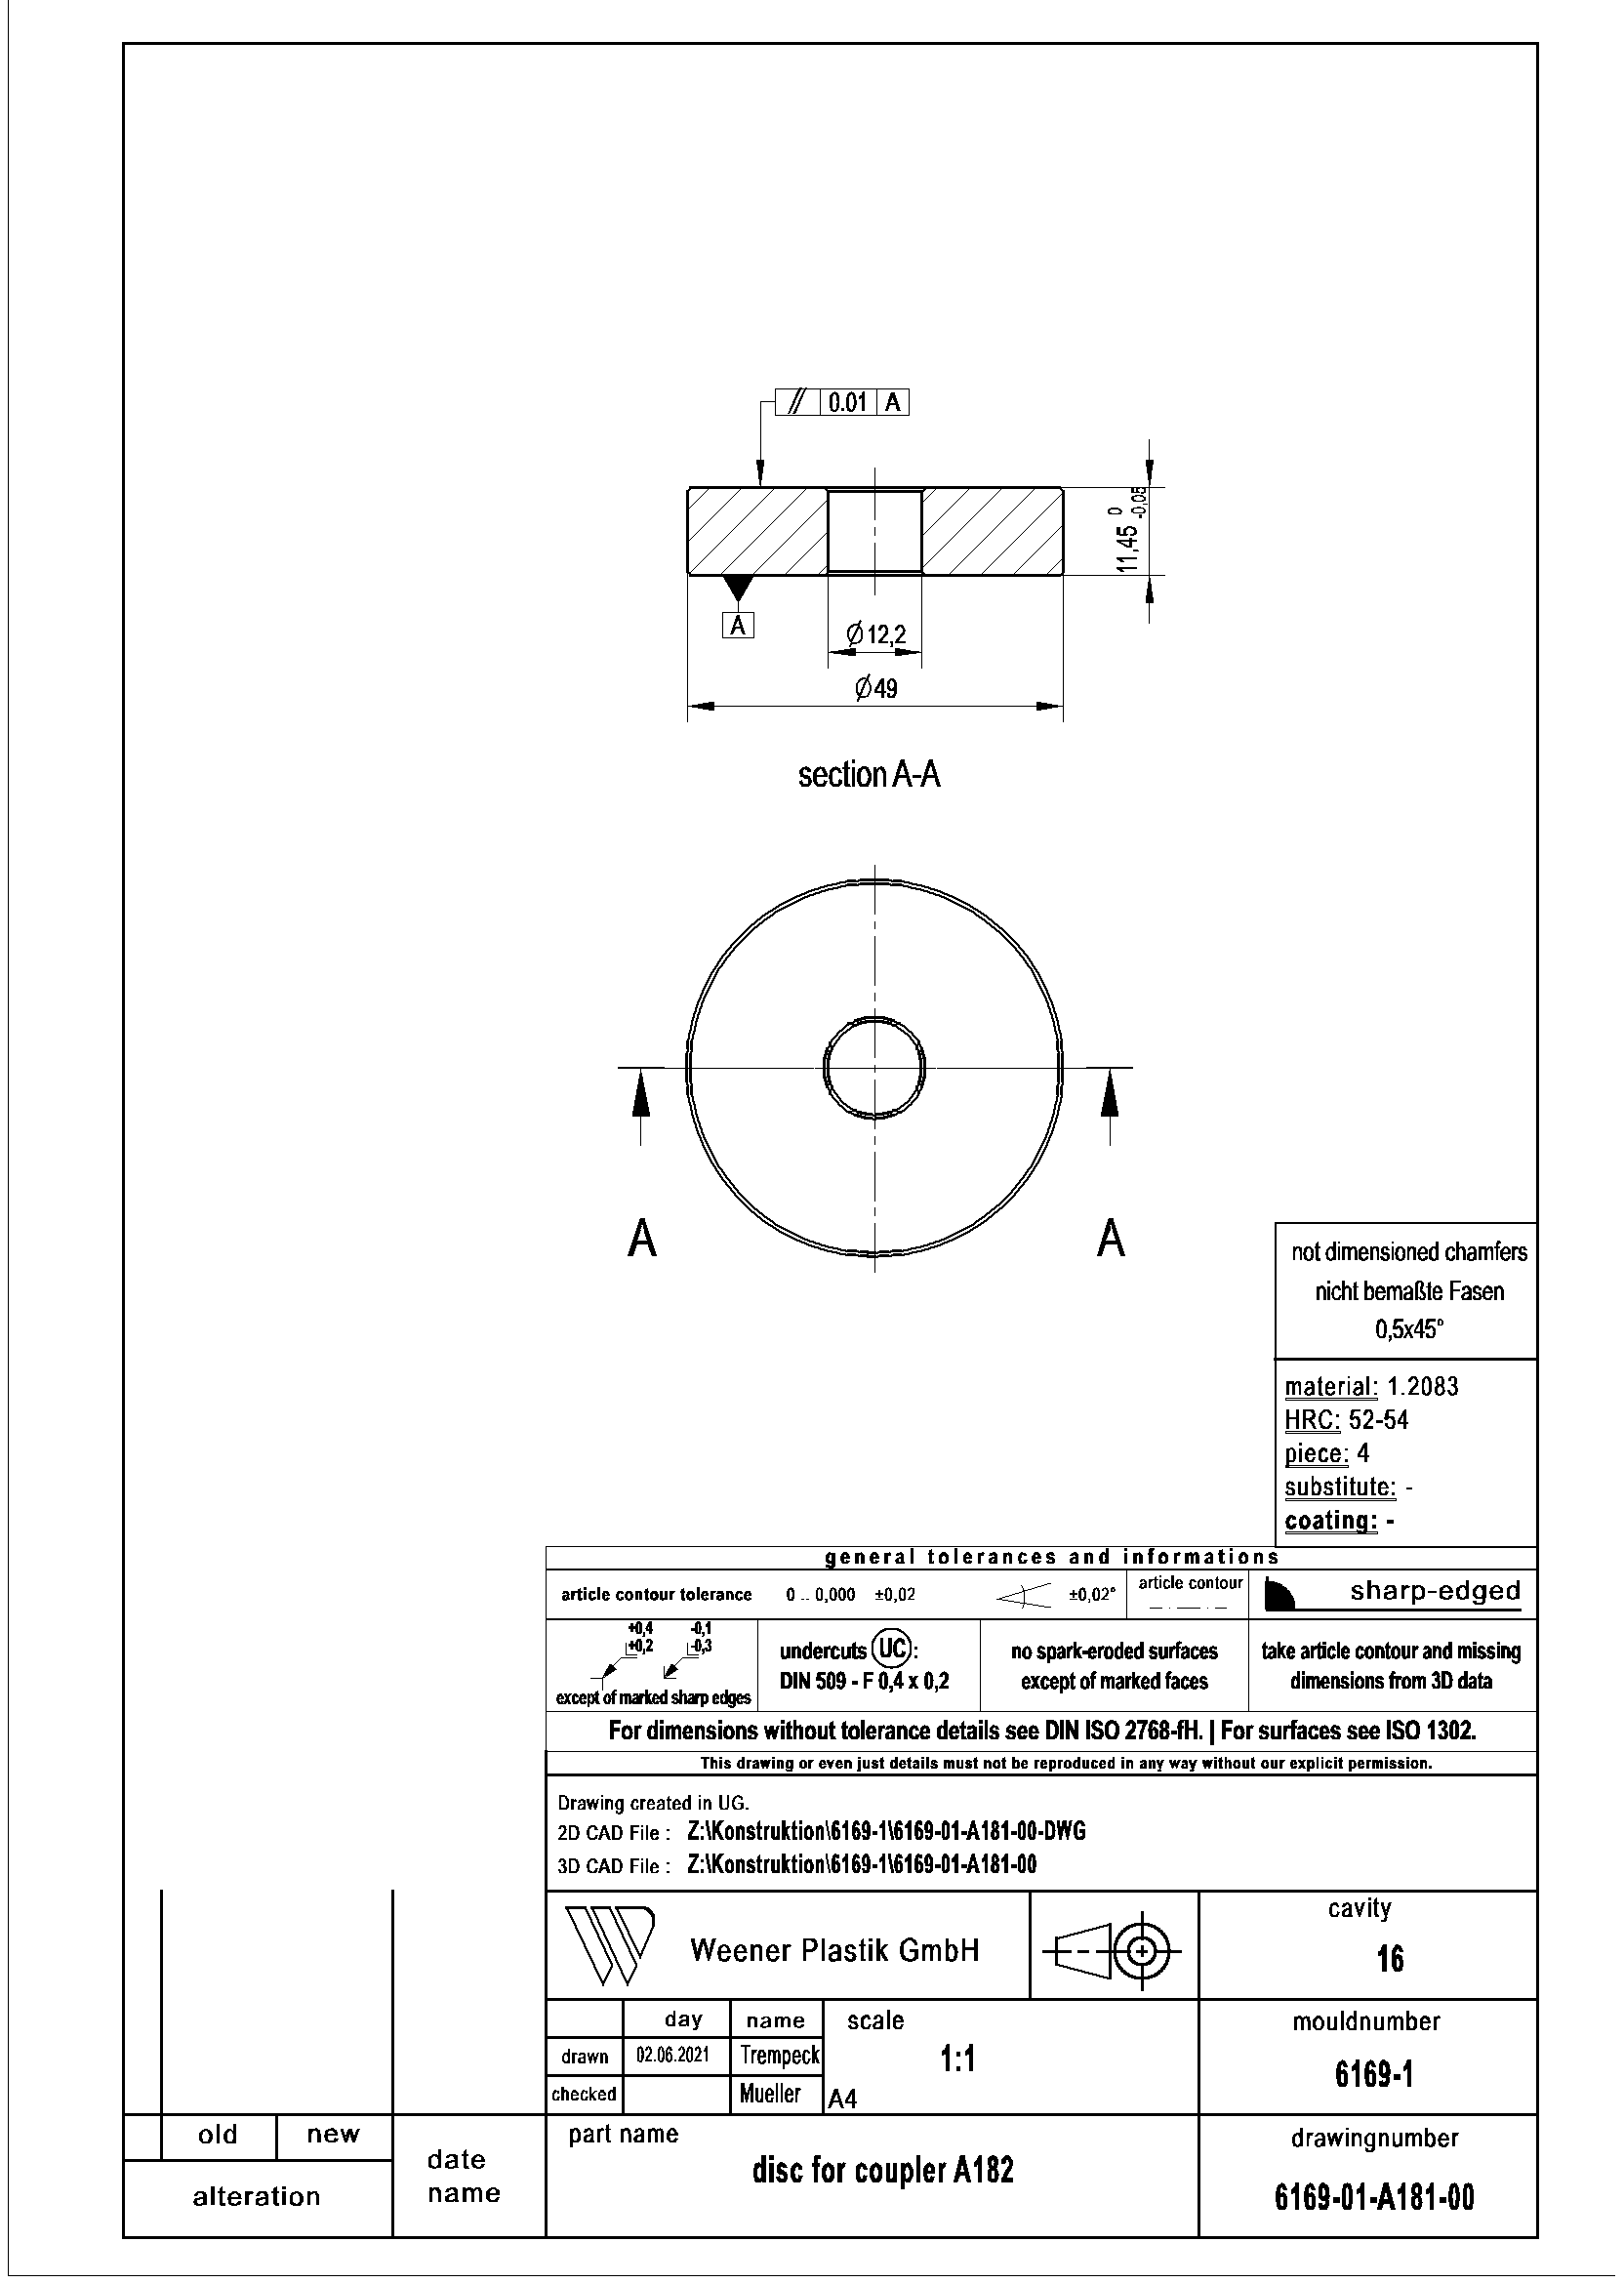 // 0.01 A
11,45 0 -0,05
A
Ø12,2
Ø49
section A-A
A A
not dimensioned chamfers
nicht bemaßte Fasen
0,5x45°
material: 1.2083
HRC: 52-54
piece: 4
substitute: -
coating: -
general tolerances and informations
article contour tolerance 0 .. 0,000 ±0,02 ±0,02° article contour sharp-edged
+0,4 -0,1
+0,2 -0,3
except of marked sharp edges
undercuts UC:
DIN 509 - F 0,4 x 0,2
no spark-eroded surfaces
except of marked faces
take article contour and missing
dimensions from 3D data
For dimensions without tolerance details see DIN ISO 2768-fH. | For surfaces see ISO 1302.
This drawing or even just details must not be reproduced in any way without our explicit permission.
Drawing created in UG.
2D CAD File : Z:\Konstruktion\6169-1\6169-01-A181-00-DWG
3D CAD File : Z:\Konstruktion\6169-1\6169-01-A181-00
Weener Plastik GmbH
cavity
16
day name scale
drawn 02.06.2021 Trempeck 1:1
checked Mueller A4
mouldnumber
6169-1
old new
alteration
date
name
part name
disc for coupler A182
drawingnumber
6169-01-A181-00